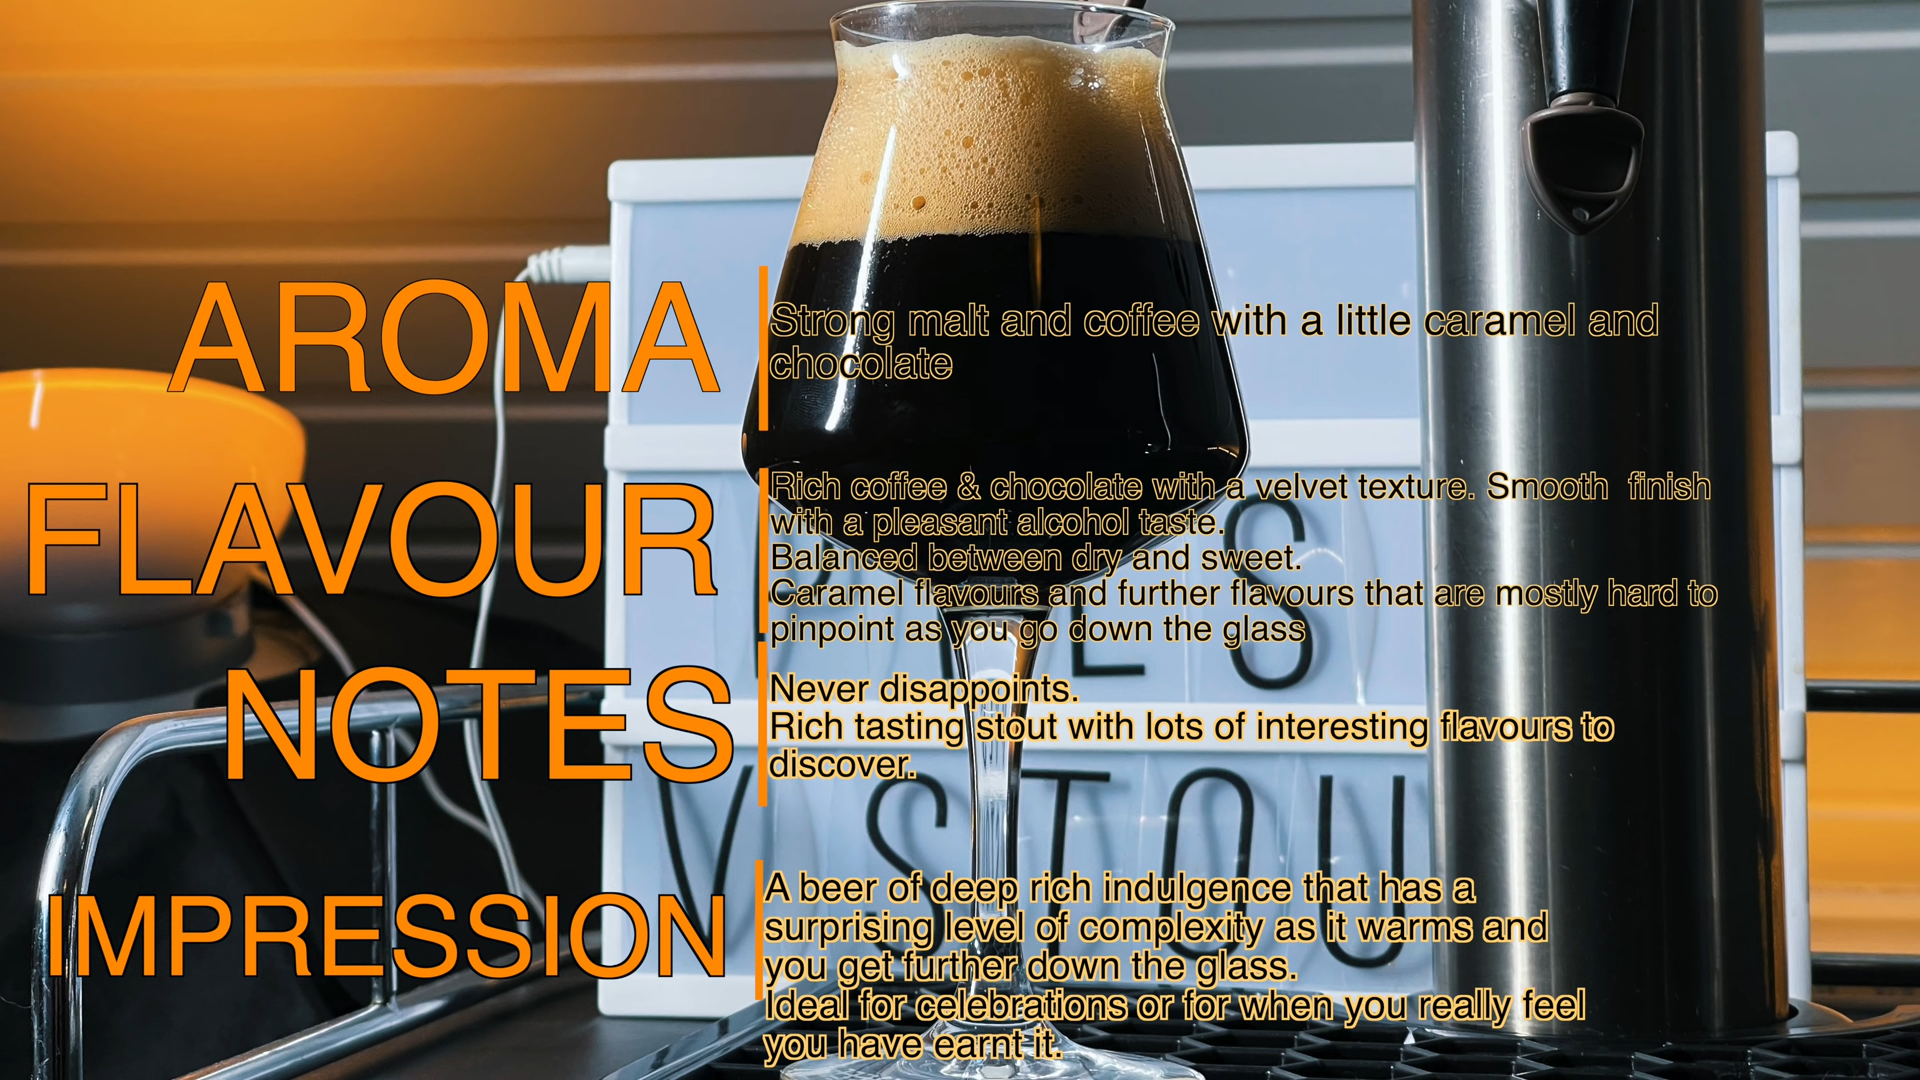 AROMA
Strong malt and coffee with a little caramel and
chocolate
FLAVOUR
Rich coffee & chocolate with a velvet texture. Smooth finish
with a pleasant alcohol taste.
Balanced between dry and sweet.
Caramel flavours and further flavours that are mostly hard to
pinpoint as you go down the glass
NOTES
Never disappoints.
Rich tasting stout with lots of interesting flavours to
discover.
IMPRESSION
A beer of deep rich indulgence that has a
surprising level of complexity as it warms and
you get further down the glass.
Ideal for celebrations or for when you really feel
you have earnt it.
V STOU